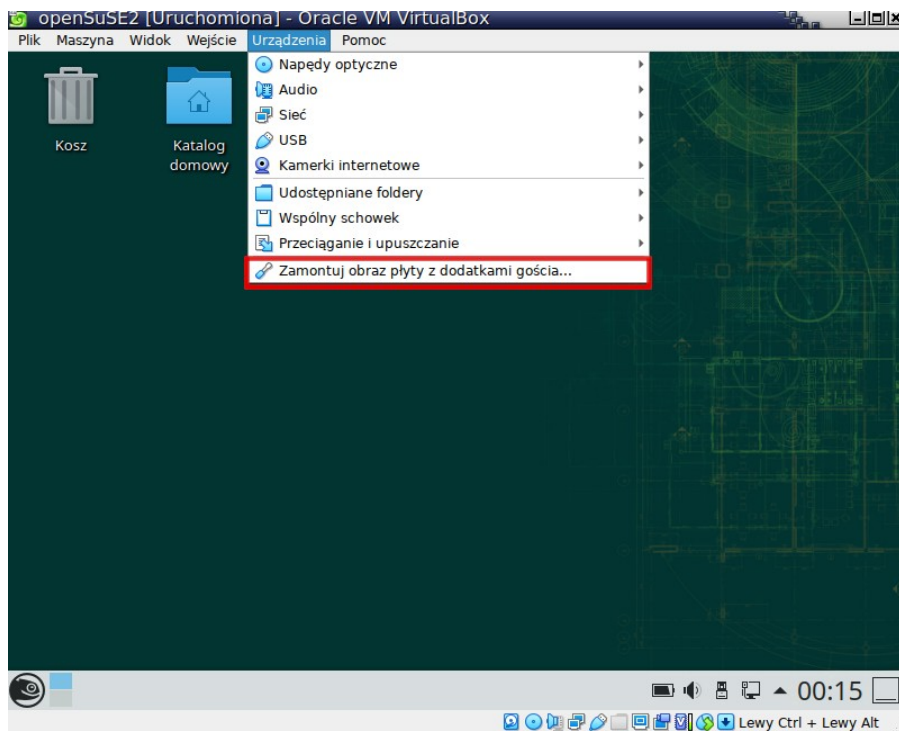 openSuSE2 [Uruchomiona] - Oracle VM VirtualBox
Plik Maszyna Widok Wejście Urządzenia Pomoc
Napędy optyczne
Audio
Sieć
USB
Kamerki internetowe
Udostępniane foldery
Wspólny schowek
Przeciąganie i upuszczanie
Zamontuj obraz płyty z dodatkami gościa...
Kosz
Katalog
domowy
00:15
Lewy Ctrl + Lewy Alt